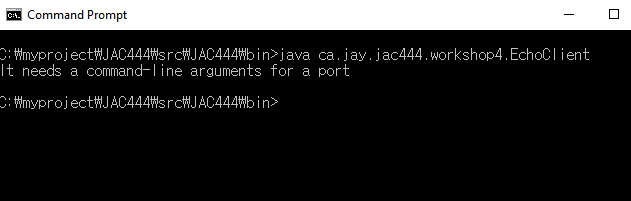 Command Prompt
C:₩myproject₩JAC444₩src₩JAC444₩bin>java ca.jay.jac444.workshop4.EchoClient
It needs a command-line arguments for a port
C:₩myproject₩JAC444₩src₩JAC444₩bin>